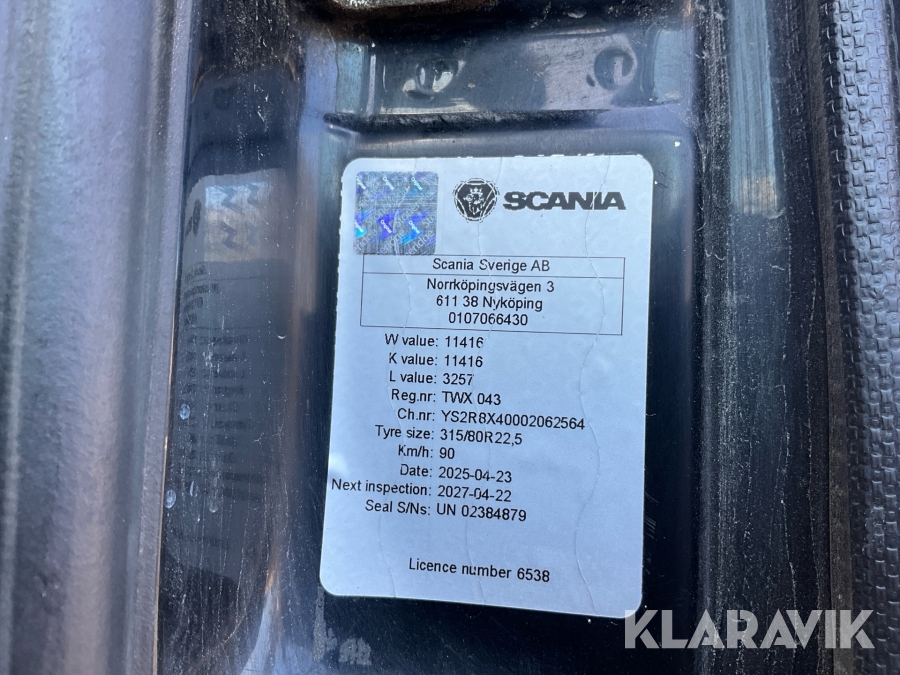 SCANIA
Scania Sverige AB
Norrköpingsvägen 3
611 38 Nyköping
0107066430
W value: 11416
K value: 11416
L value: 3257
Reg.nr: TWX 043
Ch.nr: YS2R8X40002062564
Tyre size: 315/80R22,5
Km/h: 90
Date: 2025-04-23
Next inspection: 2027-04-22
Seal S/Ns: UN 02384879
Licence number 6538
KLARAVIK